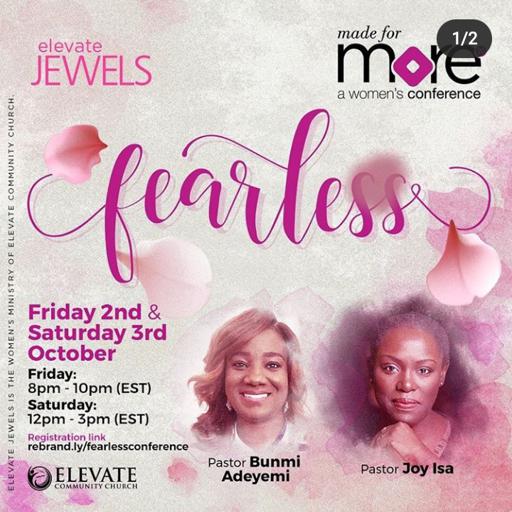 elevate
JEWELS
made for
more
1/2
a women's conference
fearless
Friday 2nd &
Saturday 3rd
October
Friday:
8pm - 10pm (EST)
Saturday:
12pm - 3pm (EST)
Registration link
rebrand.ly/fearlessconference
ELEVATE
COMMUNITY CHURCH
Pastor Bunmi
Adeyemi
Pastor Joy Isa
ELEVATE JEWELS IS THE WOMEN'S MINISTRY OF ELEVATE COMMUNITY CHURCH.